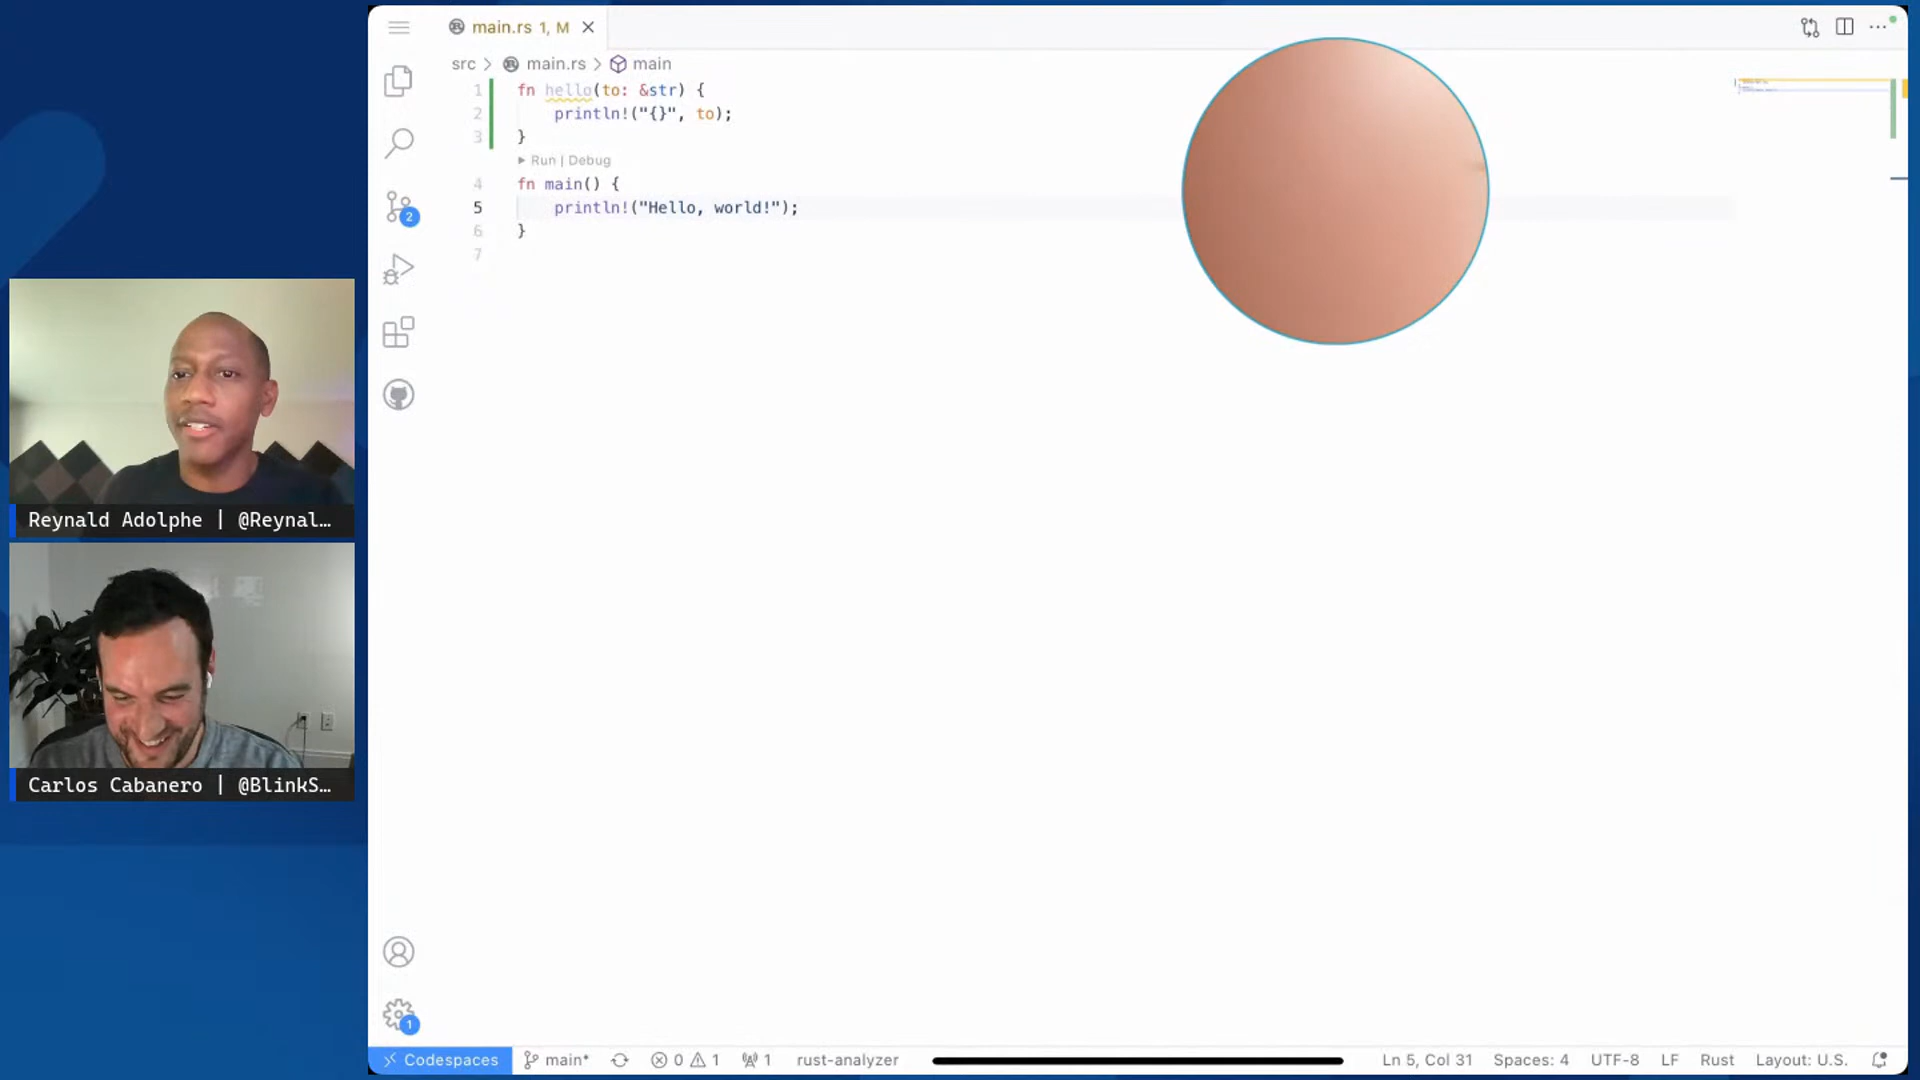 main.rs 1, M
src > main.rs > main
1 fn hello(to: &str) {
2 println!("{}", to);
3 }
Run | Debug
4 fn main() {
5 println!("Hello, world!");
6 }
7
2
Reynald Adolphe | @Reynal…
Carlos Cabanero | @BlinkS…
1
Codespaces main* 0 1 1 rust-analyzer Ln 5, Col 31 Spaces: 4 UTF-8 LF Rust Layout: U.S.